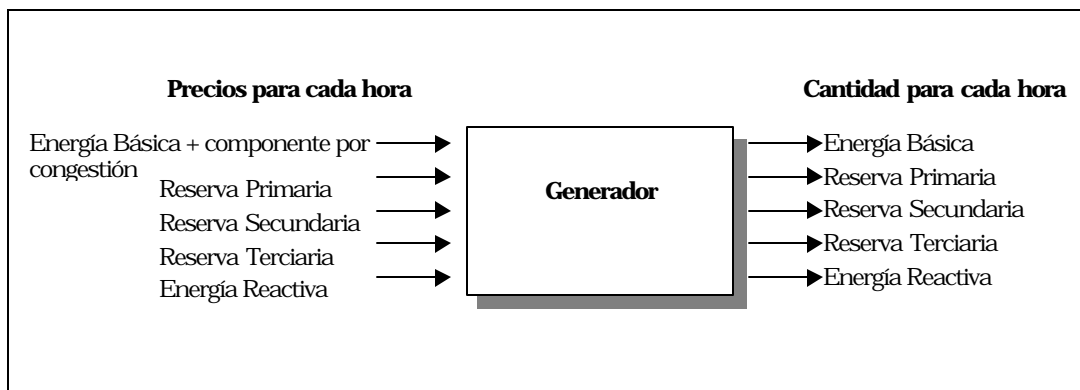 Precios para cada hora
Cantidad para cada hora
Energía Básica + componente por
congestión
Reserva Primaria
Reserva Secundaria
Reserva Terciaria
Energía Reactiva
Generador
Energía Básica
Reserva Primaria
Reserva Secundaria
Reserva Terciaria
Energía Reactiva